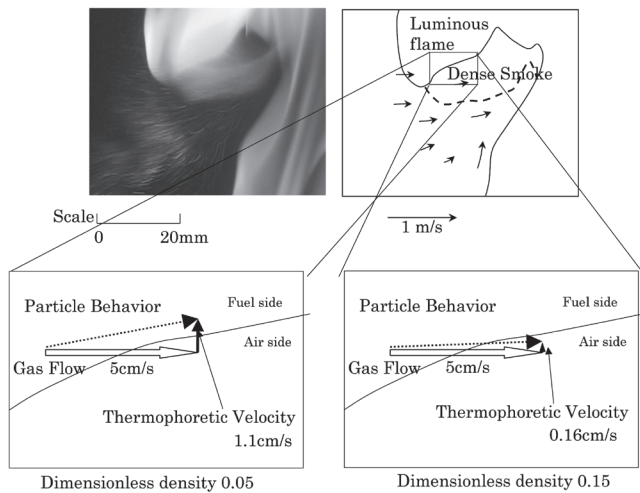 Luminous
flame
Dense Smoke
Scale
0 20mm
1 m/s
Particle Behavior
Fuel side
Air side
Gas Flow 5cm/s
Thermophoretic Velocity
1.1cm/s
Dimensionless density 0.05
Particle Behavior
Fuel side
Air side
Gas Flow 5cm/s
Thermophoretic Velocity
0.16cm/s
Dimensionless density 0.15